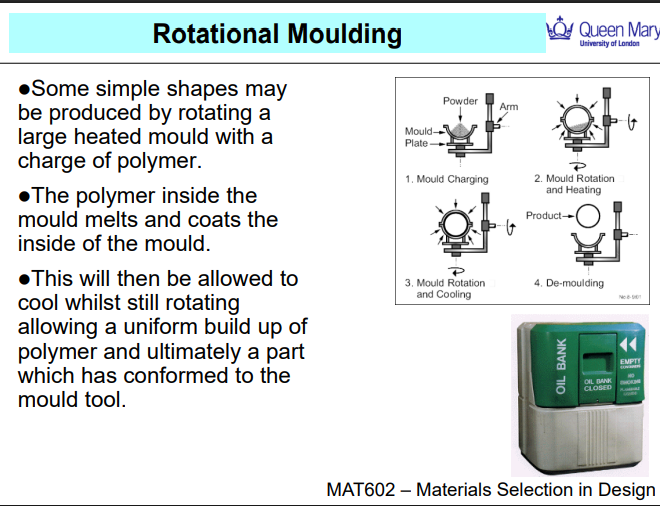 Rotational Moulding
Queen Mary
University of London
●Some simple shapes may
be produced by rotating a
large heated mould with a
charge of polymer.
●The polymer inside the
mould melts and coats the
inside of the mould.
●This will then be allowed to
cool whilst still rotating
allowing a uniform build up of
polymer and ultimately a part
which has conformed to the
mould tool.
Powder
Arm
Mould
Plate
1. Mould Charging
2. Mould Rotation
and Heating
Product
3. Mould Rotation
and Cooling
4. De-moulding
OIL BANK
EMPTY
OIL BANK
CLOSED
NO
SMOKING
MAT602 – Materials Selection in Design